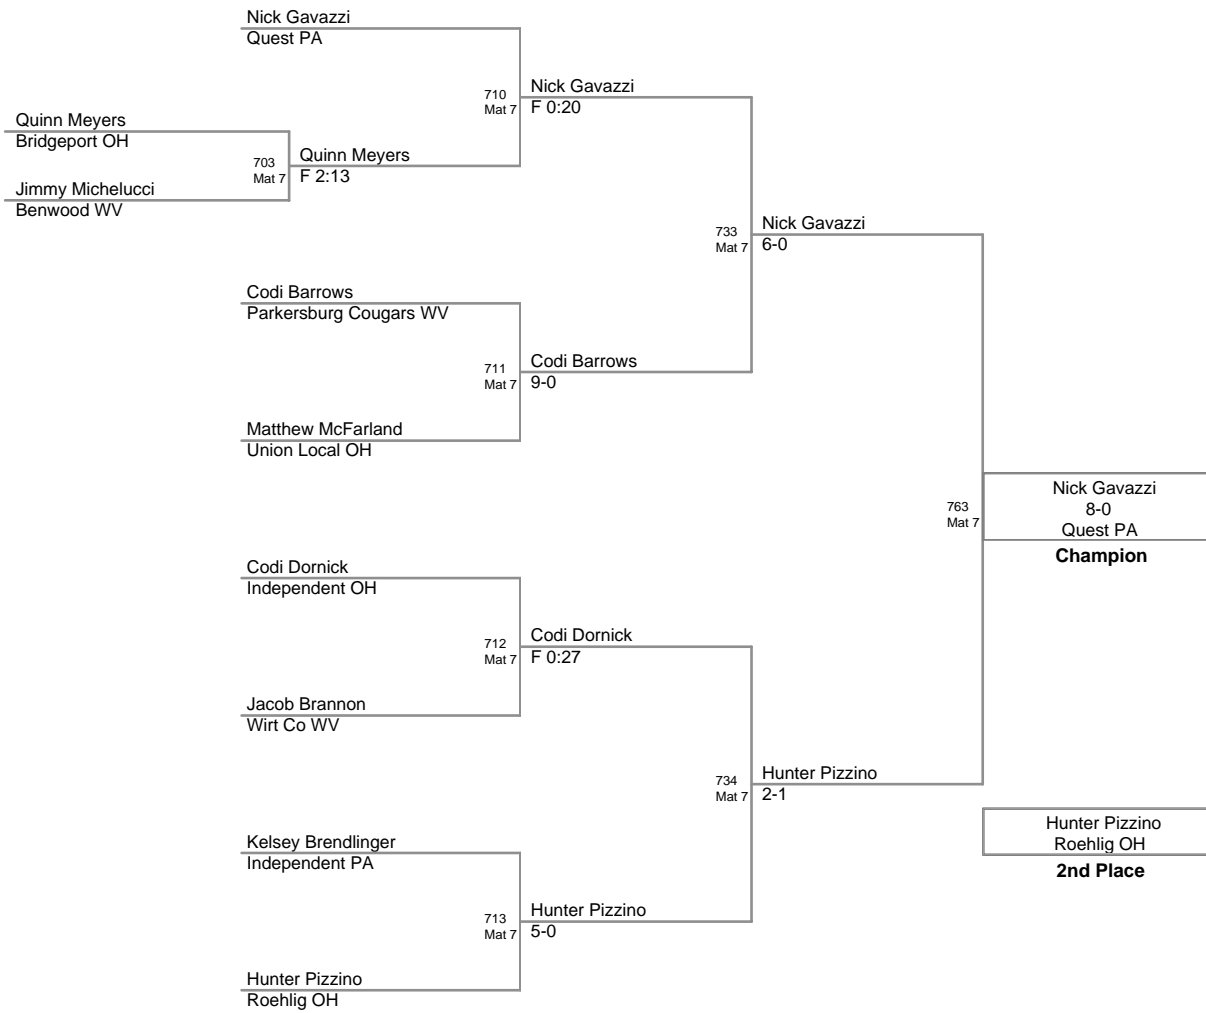 Nick Gavazzi
Quest PA
710
Mat 7
Nick Gavazzi
F 0:20
Quinn Meyers
Bridgeport OH
703
Mat 7
Quinn Meyers
F 2:13
Jimmy Michelucci
Benwood WV
733
Mat 7
Nick Gavazzi
6-0
Codi Barrows
Parkersburg Cougars WV
711
Mat 7
Codi Barrows
9-0
Matthew McFarland
Union Local OH
763
Mat 7
Nick Gavazzi
8-0
Quest PA
Champion
Codi Dornick
Independent OH
712
Mat 7
Codi Dornick
F 0:27
Jacob Brannon
Wirt Co WV
734
Mat 7
Hunter Pizzino
2-1
Hunter Pizzino
Roehlig OH
2nd Place
Kelsey Brendlinger
Independent PA
713
Mat 7
Hunter Pizzino
5-0
Hunter Pizzino
Roehlig OH